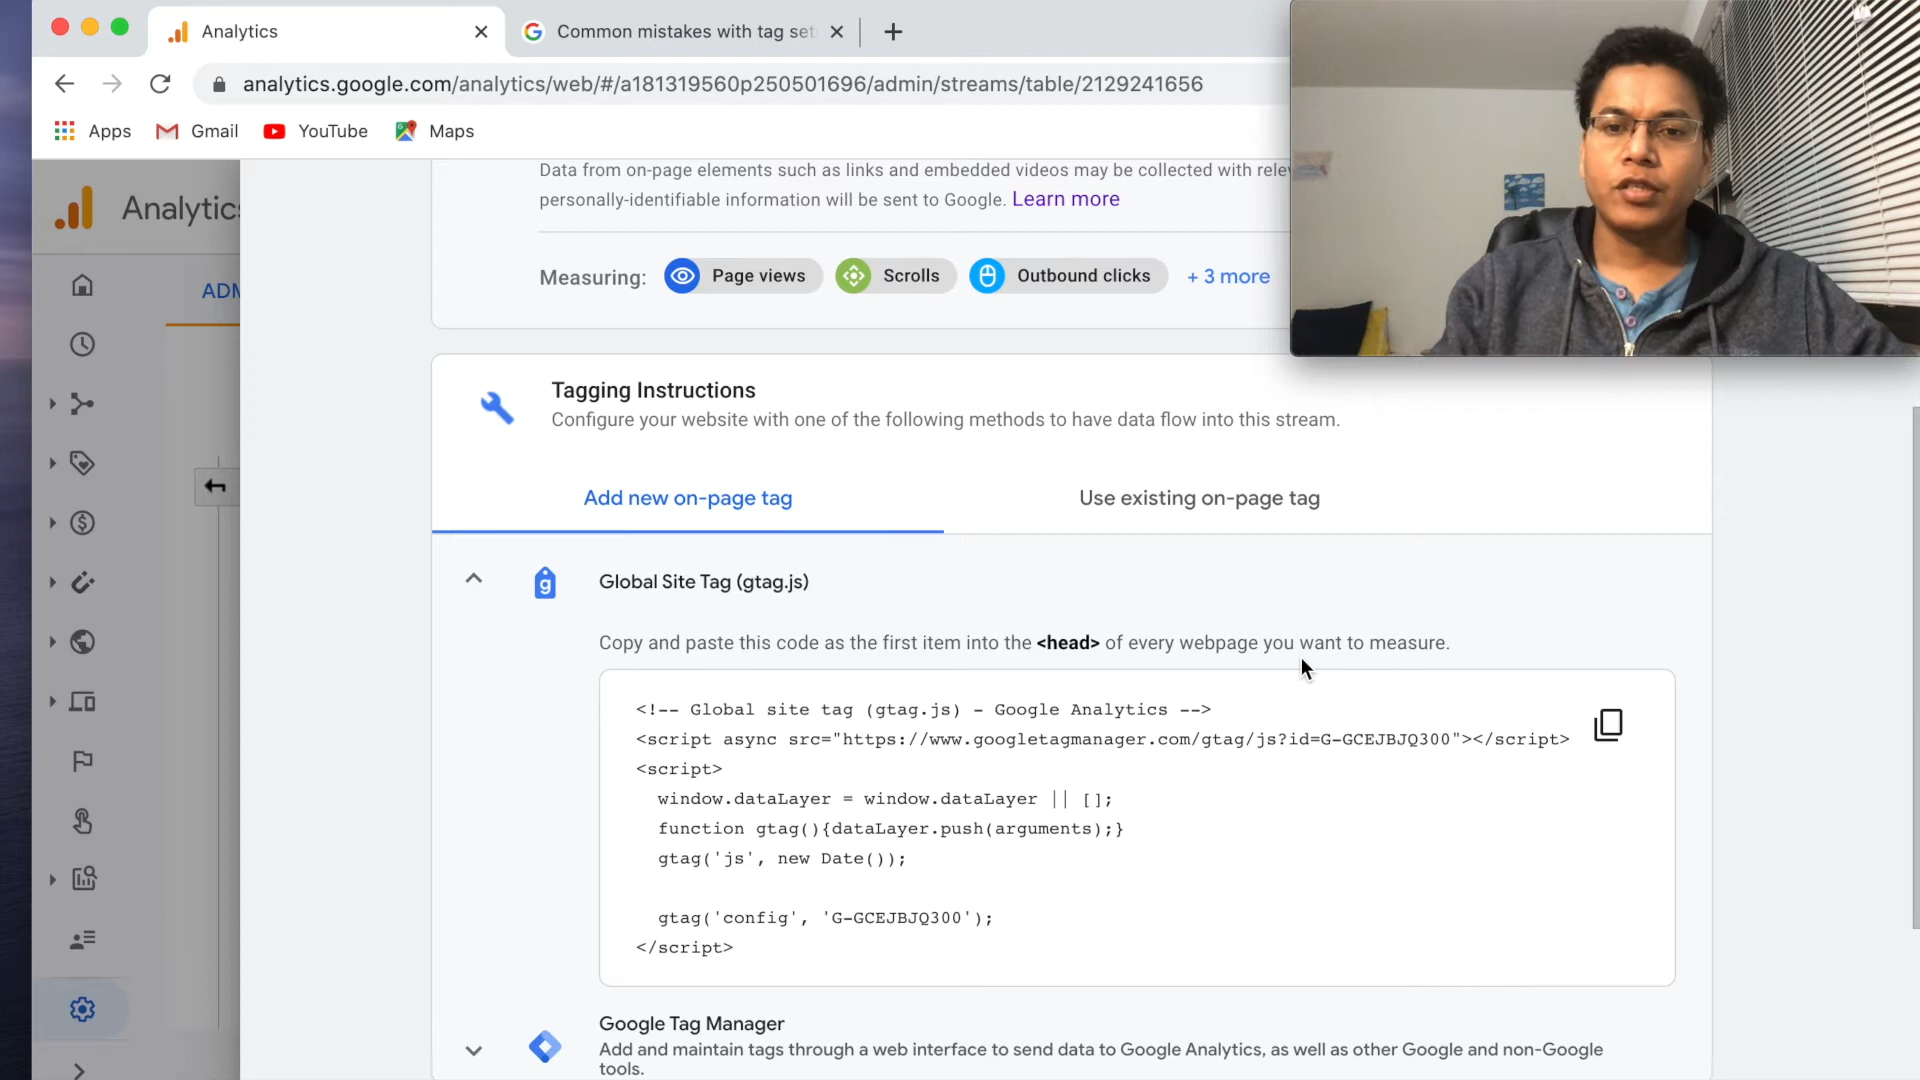 Analytics
Common mistakes with tag set
analytics.google.com/analytics/web/#/a181319560p250501696/admin/streams/table/2129241656
Apps
Gmail
YouTube
Maps
Analytics
ADM
Data from on-page elements such as links and embedded videos may be collected with rele
personally-identifiable information will be sent to Google. Learn more
Measuring:
Page views
Scrolls
Outbound clicks
+ 3 more
Tagging Instructions
Configure your website with one of the following methods to have data flow into this stream.
Add new on-page tag
Use existing on-page tag
g
Global Site Tag (gtag.js)
Copy and paste this code as the first item into the <head> of every webpage you want to measure.
<!-- Global site tag (gtag.js) - Google Analytics -->
<script async src="https://www.googletagmanager.com/gtag/js?id=G-GCEJBJQ300"></script>
<script>
window.dataLayer = window.dataLayer || [];
function gtag(){dataLayer.push(arguments);}
gtag('js', new Date());
gtag('config', 'G-GCEJBJQ300');
</script>
Google Tag Manager
Add and maintain tags through a web interface to send data to Google Analytics, as well as other Google and non-Google
tools.